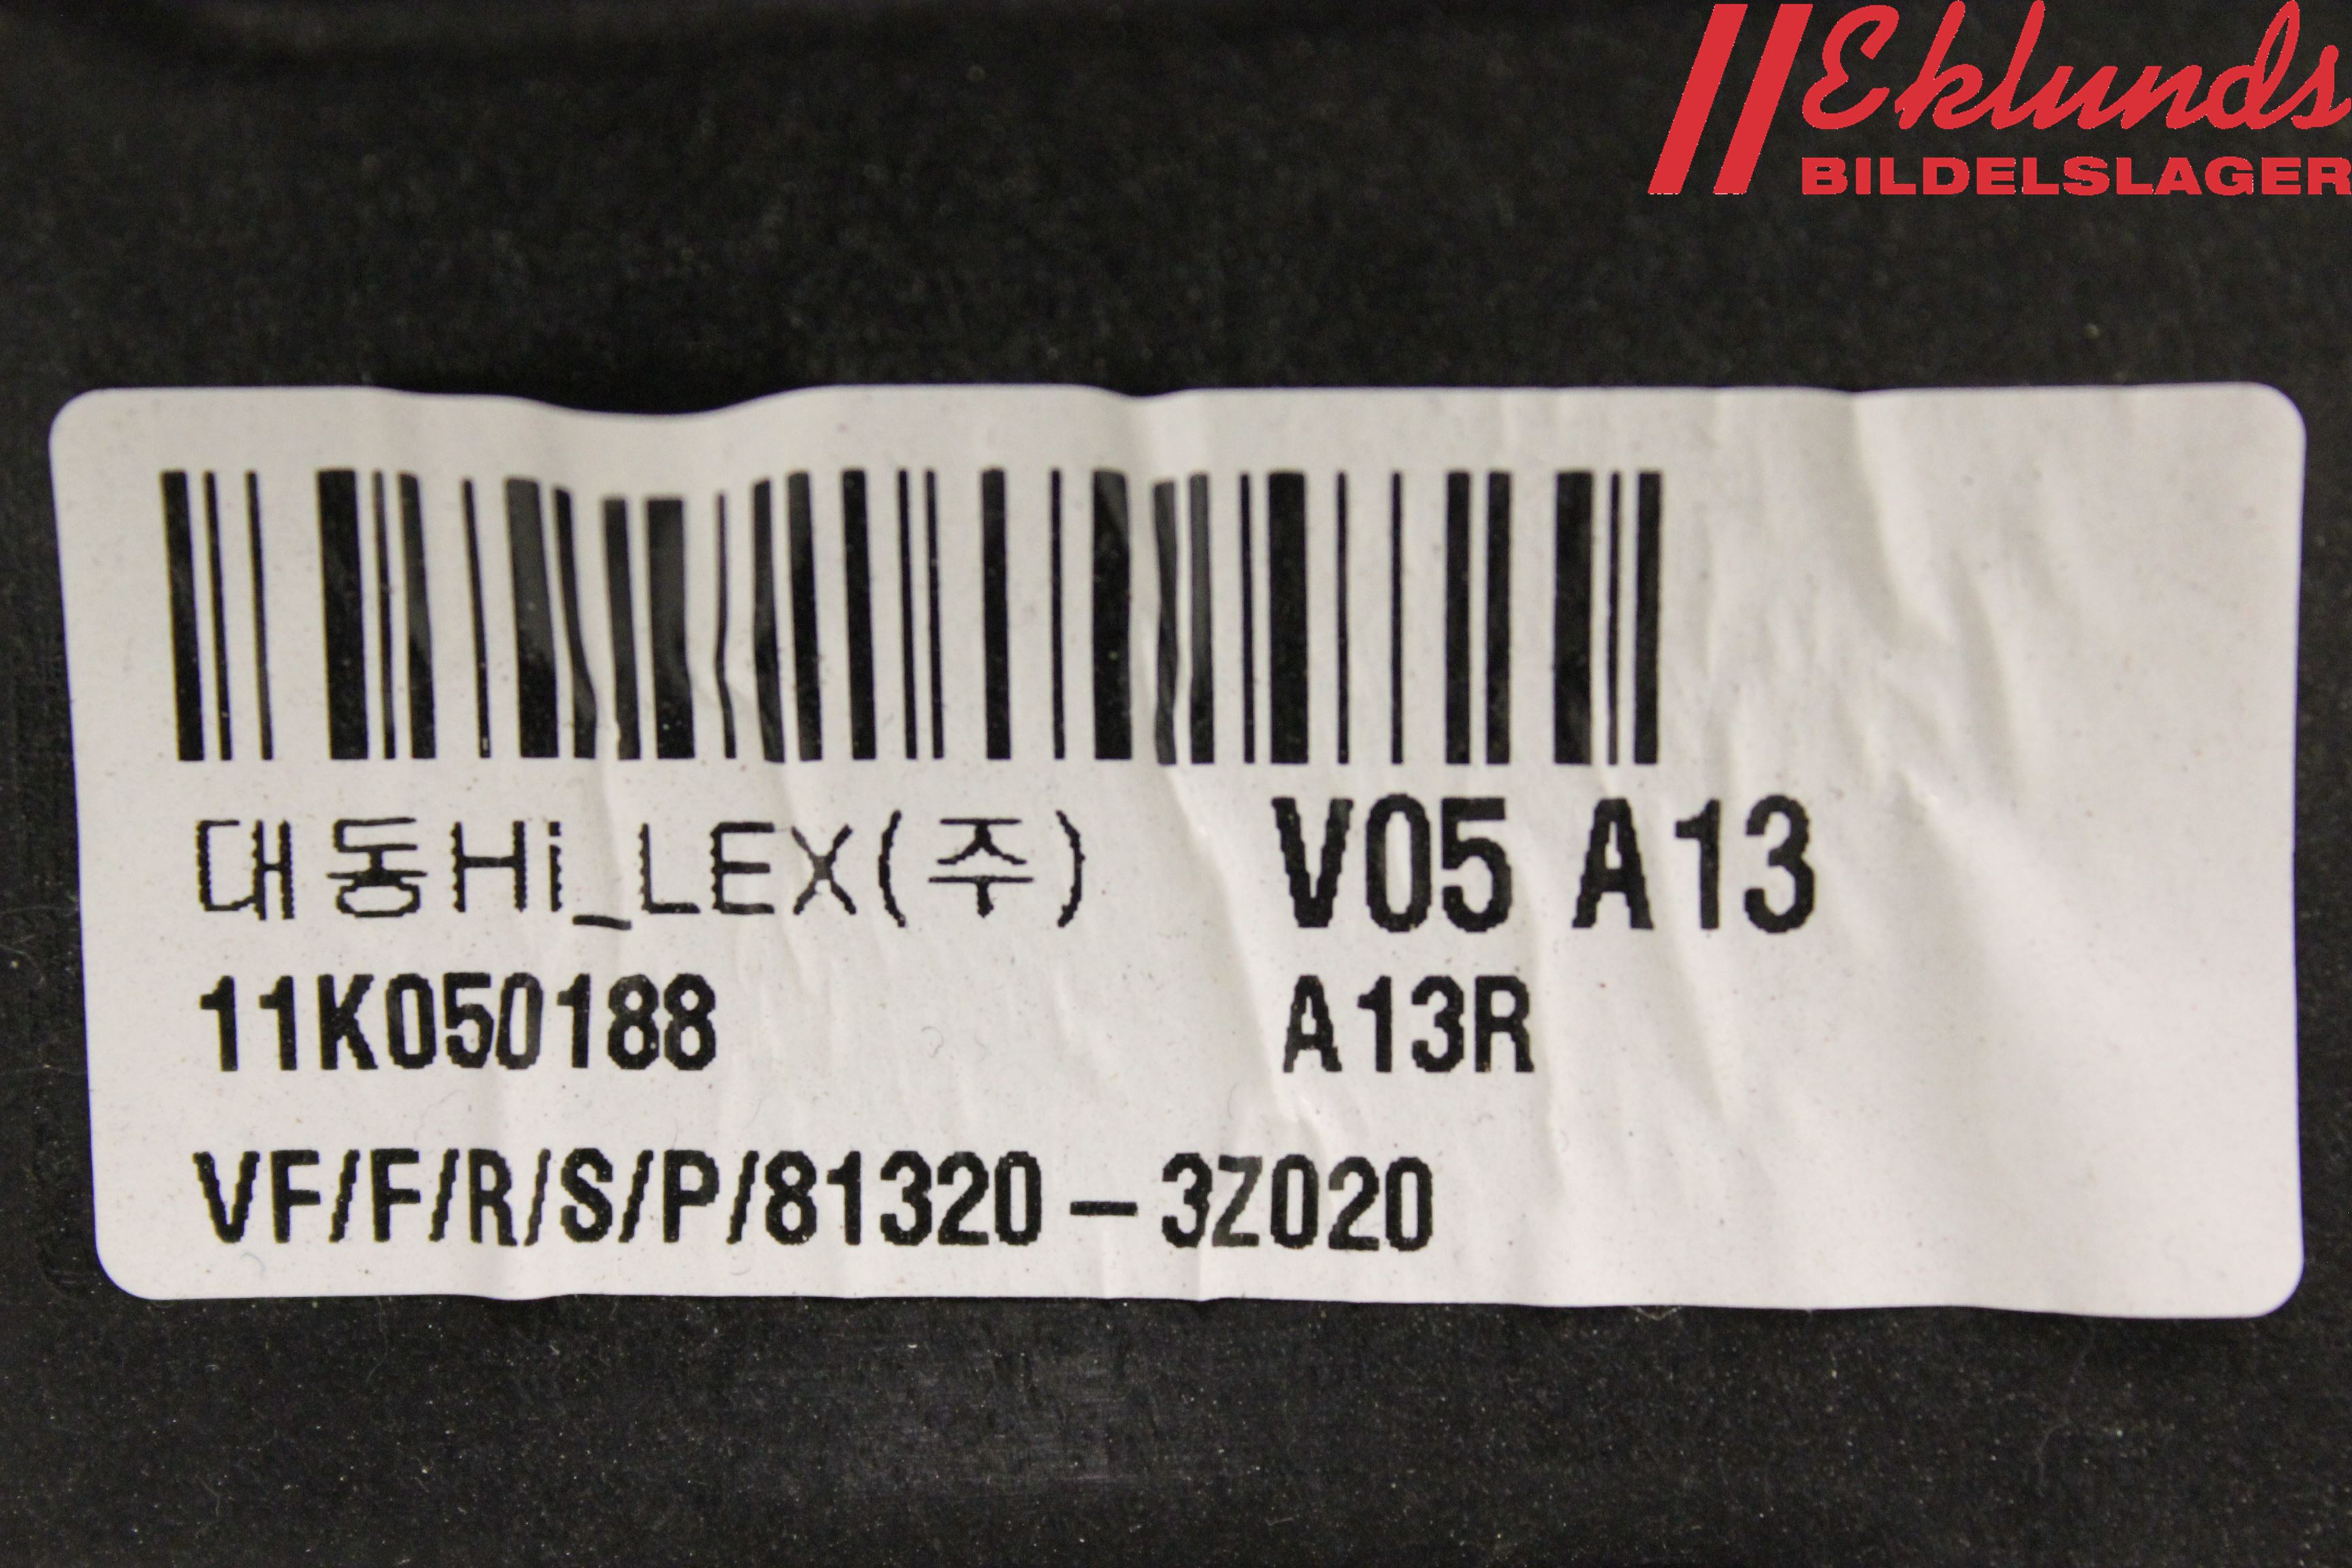 Eklunds
BILDELSLAGER
대동Hi_LEX(주) V05 A13
11K050188 A13R
VF/F/R/S/P/81320-3Z020